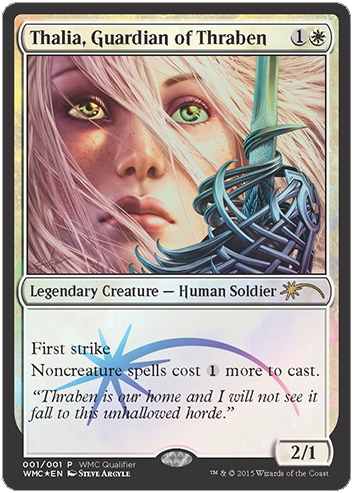 Thalia, Guardian of Thraben 1
Legendary Creature — Human Soldier
First strike
Noncreature spells cost 1 more to cast.
“Thraben is our home and I will not see it
fall to this unhallowed horde.”
2/1
001/001 P WMC Qualifier
WMC★EN Steve Argyle
™ & © 2015 Wizards of the Coast